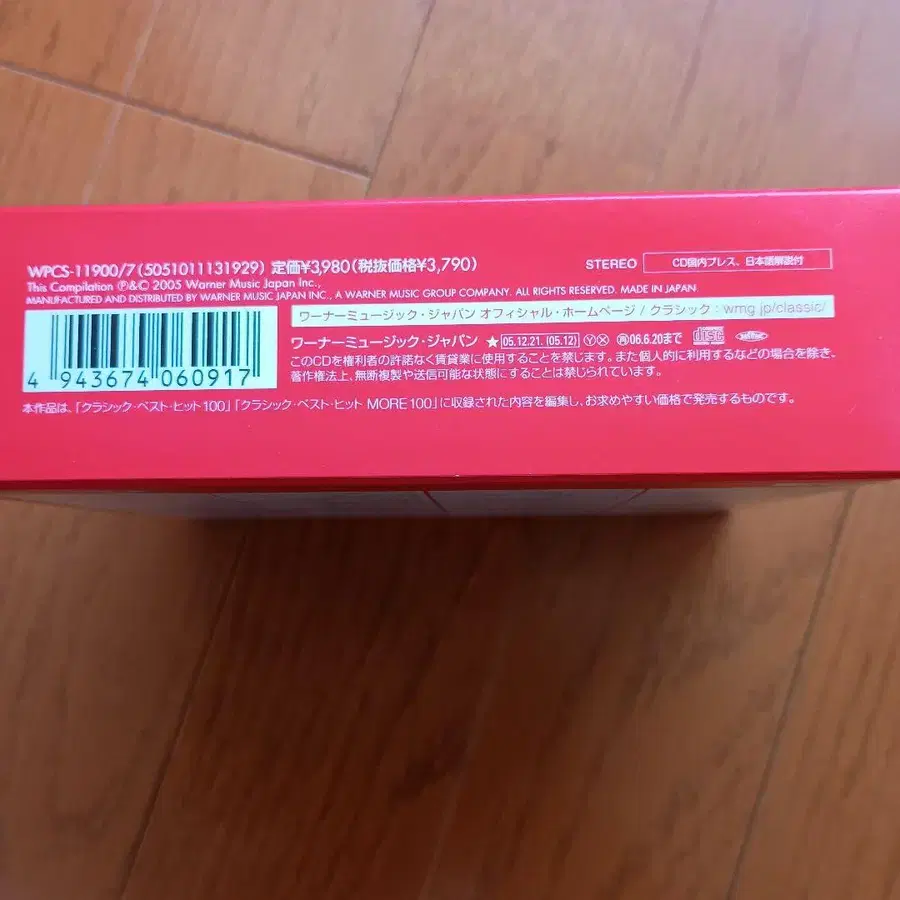 WPCS-11900/7(5051011131929) 定価¥3,980(税抜価格¥3,790)
STEREO CD国内プレス、日本語解説付
This Compilation ℗&© 2005 Warner Music Japan Inc.,
MANUFACTURED AND DISTRIBUTED BY WARNER MUSIC JAPAN INC., A WARNER MUSIC GROUP COMPANY. ALL RIGHTS RESERVED. MADE IN JAPAN
ワーナーミュージック・ジャパン オフィシャル・ホームページ / クラシック : wmg.jp/classic/
ワーナーミュージック・ジャパン ★05.12.21.(05.12) Ⓨ Ⓧ 再06.6.20まで
COMPACT disc
このCDを権利者の許諾なく賃貸業に使用することを禁じます。また個人的に利用するなどの場合を除き、
著作権法上、無断複製や送信可能な状態にすることは禁じられています。
4 943674 060917
本作品は、「クラシック・ベスト・ヒット100」「クラシック・ベスト・ヒット MORE100」に収録された内容を編集し、お求めやすい価格で発売するものです。